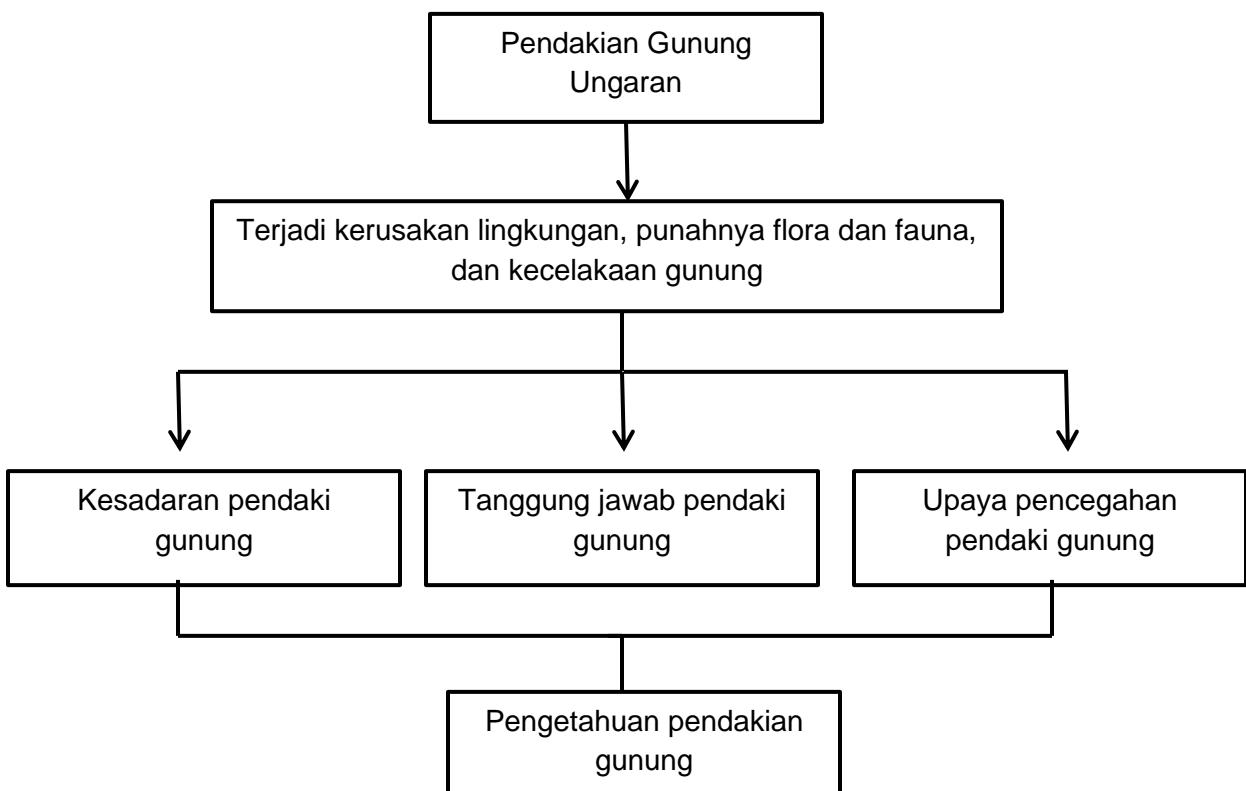 Pendakian Gunung
Ungaran
Terjadi kerusakan lingkungan, punahnya flora dan fauna,
dan kecelakaan gunung
Kesadaran pendaki
gunung
Tanggung jawab pendaki
gunung
Upaya pencegahan
pendaki gunung
Pengetahuan pendakian
gunung